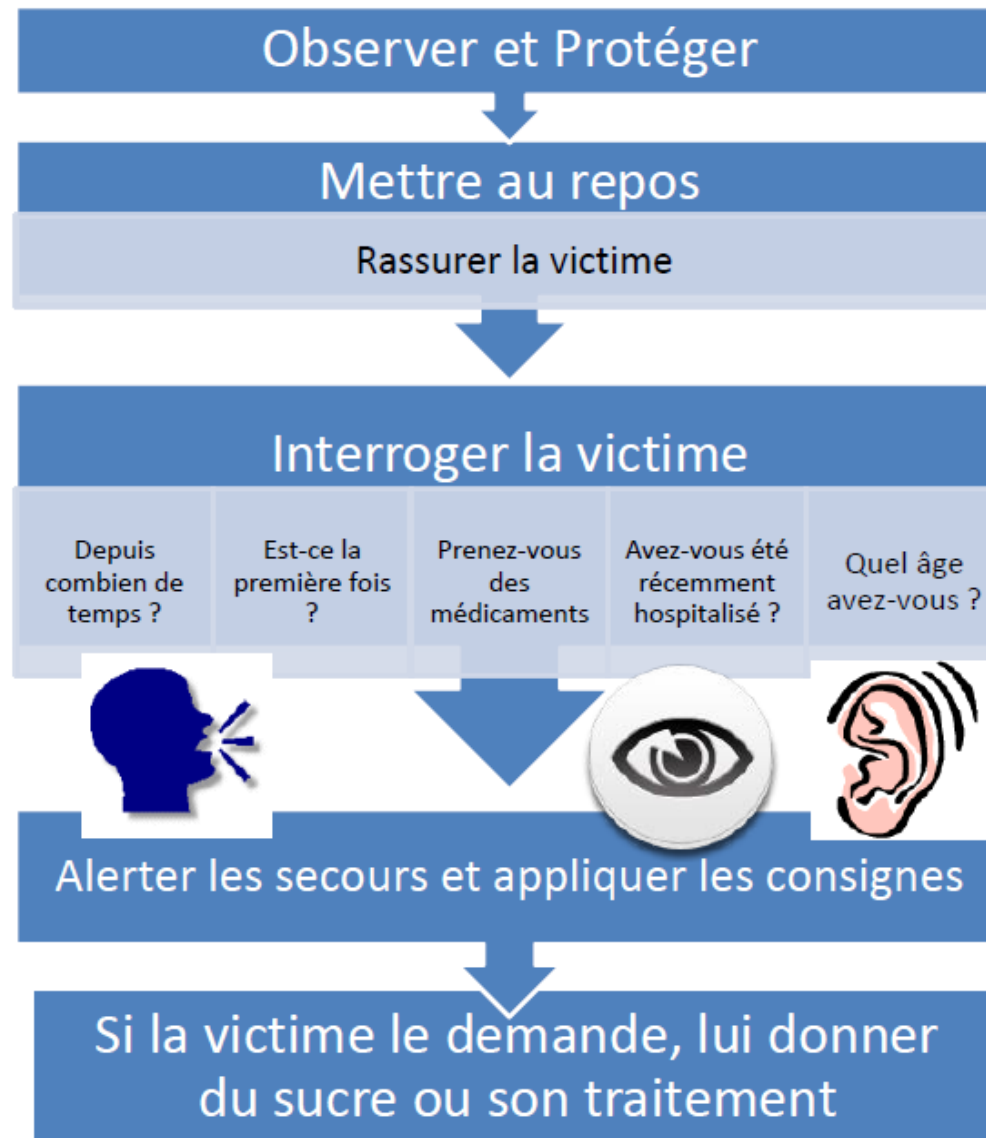 Observer et Protéger
Mettre au repos
Rassurer la victime
Interroger la victime
Depuis
combien de
temps ?
Est-ce la
première fois
?
Prenez-vous
des
médicaments
Avez-vous été
récemment
hospitalisé ?
Quel âge
avez-vous ?
Alerter les secours et appliquer les consignes
Si la victime le demande, lui donner
du sucre ou son traitement